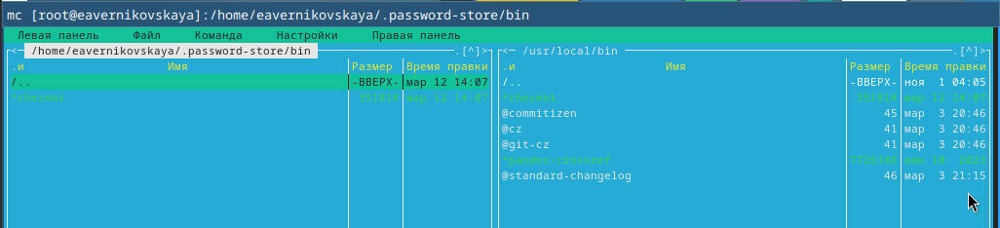 mc [root@eavernikovskaya]:/home/eavernikovskaya/.password-store/bin
Левая панель Файл Команда Настройки Правая панель
<— /home/eavernikovskaya/.password-store/bin .[^]> <— /usr/local/bin .[^]>
.и Имя Размер Время правки .и Имя Размер Время правки
/.. -ВВЕРХ- мар 12 14:07 /.. -ВВЕРХ- ноя 1 04:05
*chezmoi 35181K мар 12 14:07 *chezmoi 35181K мар 12 14:07
@commitizen 45 мар 3 20:46
@cz 41 мар 3 20:46
@git-cz 41 мар 3 20:46
*pandoc-crossref 10 2023
@standard-changelog 46 мар 3 21:15